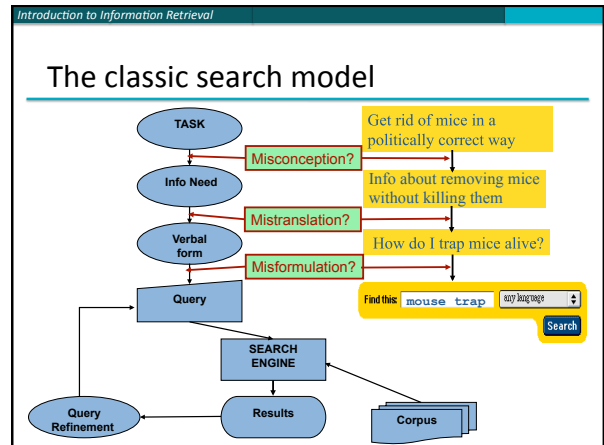 Introduction to Information Retrieval
The classic search model
TASK
Get rid of mice in a
politically correct way
Misconception?
Info Need
Info about removing mice
without killing them
Mistranslation?
Verbal
form
How do I trap mice alive?
Misformulation?
Query
Find this: mouse trap any language
Search
SEARCH
ENGINE
Query
Refinement
Results
Corpus